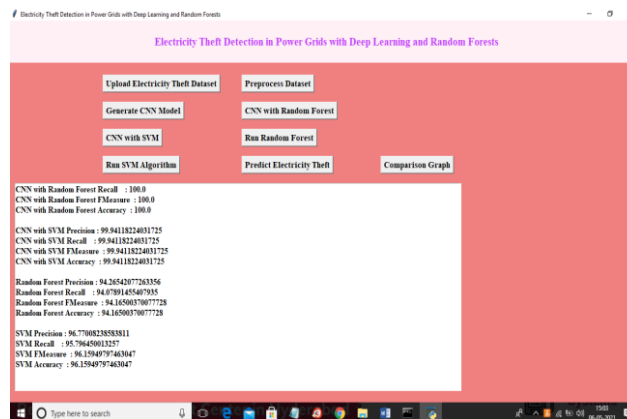 Electricity Theft Detection in Power Grids with Deep Learning and Random Forests
Electricity Theft Detection in Power Grids with Deep Learning and Random Forests
Upload Electricity Theft Dataset
Preprocess Dataset
Generate CNN Model
CNN with Random Forest
CNN with SVM
Run Random Forest
Run SVM Algorithm
Predict Electricity Theft
Comparison Graph
CNN with Random Forest Recall : 100.0
CNN with Random Forest FMeasure : 100.0
CNN with Random Forest Accuracy : 100.0
CNN with SVM Precision : 99.94118224031725
CNN with SVM Recall : 99.94118224031725
CNN with SVM FMeasure : 99.94118224031725
CNN with SVM Accuracy : 99.94118224031725
Random Forest Precision : 94.26542077263356
Random Forest Recall : 94.07891455407935
Random Forest FMeasure : 94.16500370077728
Random Forest Accuracy : 94.16500370077728
SVM Precision : 96.77008238583811
SVM Recall : 95.796450013257
SVM FMeasure : 96.15949797463047
SVM Accuracy : 96.15949797463047
Type here to search
15:03
06-05-2021